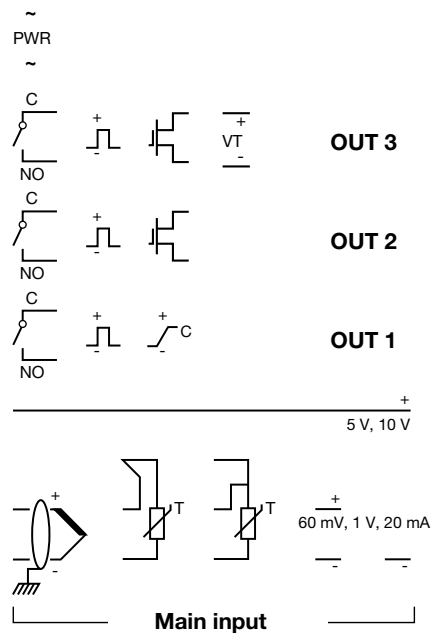 ~
PWR
~
C
NO
+
-
+
VT
-
OUT 3
C
NO
+
-
OUT 2
C
NO
+
-
+
C
-
OUT 1
+
5 V, 10 V
+
-
T
T
+
60 mV, 1 V, 20 mA
- -
Main input